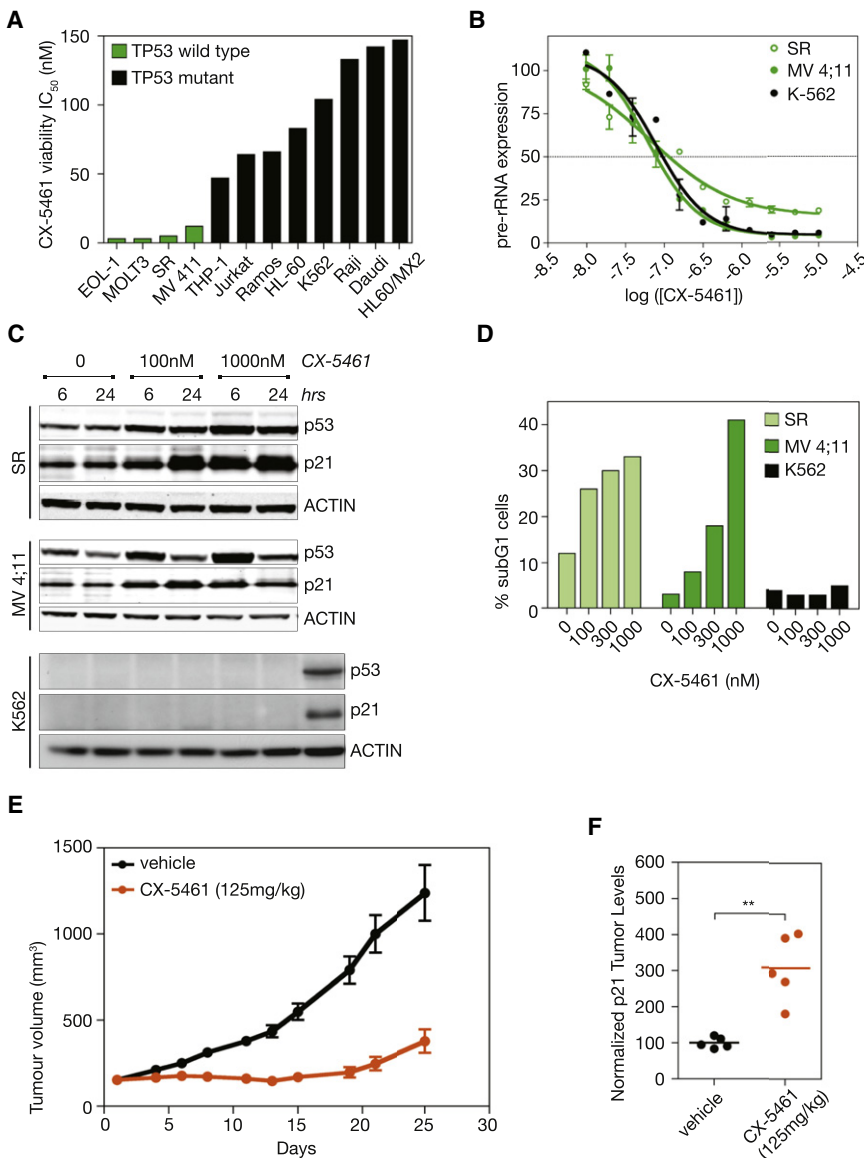 A
CX-5461 viability IC50 (nM)
150
100
50
0
TP53 wild type
TP53 mutant
EOL-1
MOLT3
SR
MV 411
THP-1
Jurkat
Ramos
HL-60
K562
Raji
Daudi
HL60/MX2
B
pre-rRNA expression
100
75
50
25
0
SR
MV 4;11
K-562
-8.5
-8.0
-7.5
-7.0
-6.5
-6.0
-5.5
-5.0
-4.5
log ([CX-5461])
C
0 100nM 1000nM CX-5461
6 24 6 24 6 24 hrs
SR
p53
p21
ACTIN
MV 4;11
p53
p21
ACTIN
K562
p53
p21
ACTIN
D
% subG1 cells
40
30
20
10
0
SR
MV 4;11
K562
0 100 300 1000 0 100 300 1000 0 100 300 1000
CX-5461 (nM)
E
Tumour volume (mm³)
1500
1000
500
0
vehicle
CX-5461 (125mg/kg)
0 5 10 15 20 25 30
Days
F
Normalized p21 Tumor Levels
600
500
400
300
200
100
0
**
vehicle
CX-5461
(125mg/kg)